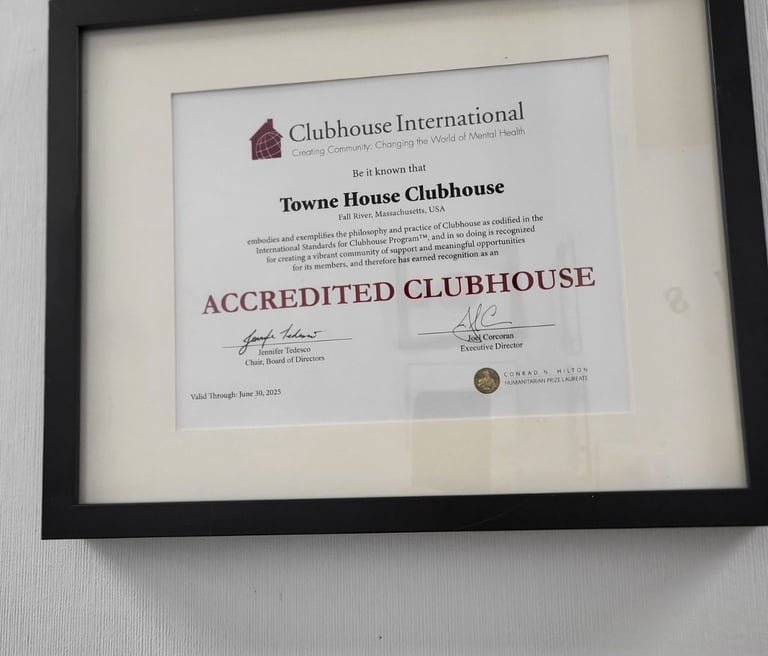 Clubhouse International
Creating Community: Changing the World of Mental Health
Be it known that
Towne House Clubhouse
Fall River, Massachusetts, USA
embodies and exemplifies the philosophy and practice of Clubhouse as codified in the
International Standards for Clubhouse Program™, and in so doing is recognized
for creating a vibrant community of support and meaningful opportunities
for its members, and therefore has earned recognition as an
ACCREDITED CLUBHOUSE
Jennifer Tedesco
Jennifer Tedesco
Chair, Board of Directors
Joel Corcoran
Executive Director
CONRAD N. HILTON
HUMANITARIAN PRIZE LAUREATE
Valid Through: June 30, 2025